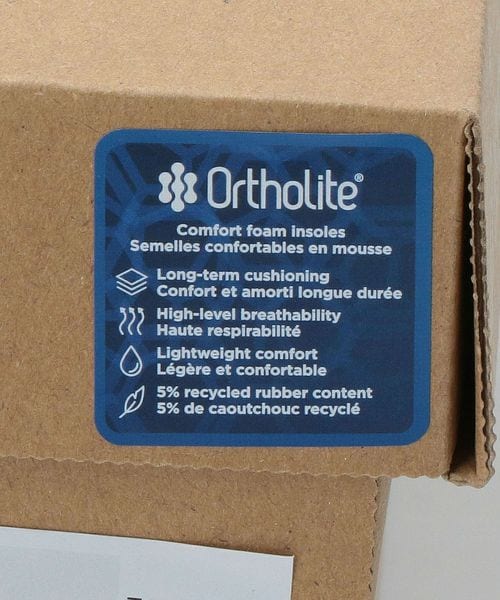 Ortholite®
Comfort foam insoles
Semelles confortables en mousse
Long-term cushioning
Confort et amorti longue durée
High-level breathability
Haute respirabilité
Lightweight comfort
Légère et confortable
5% recycled rubber content
5% de caoutchouc recyclé